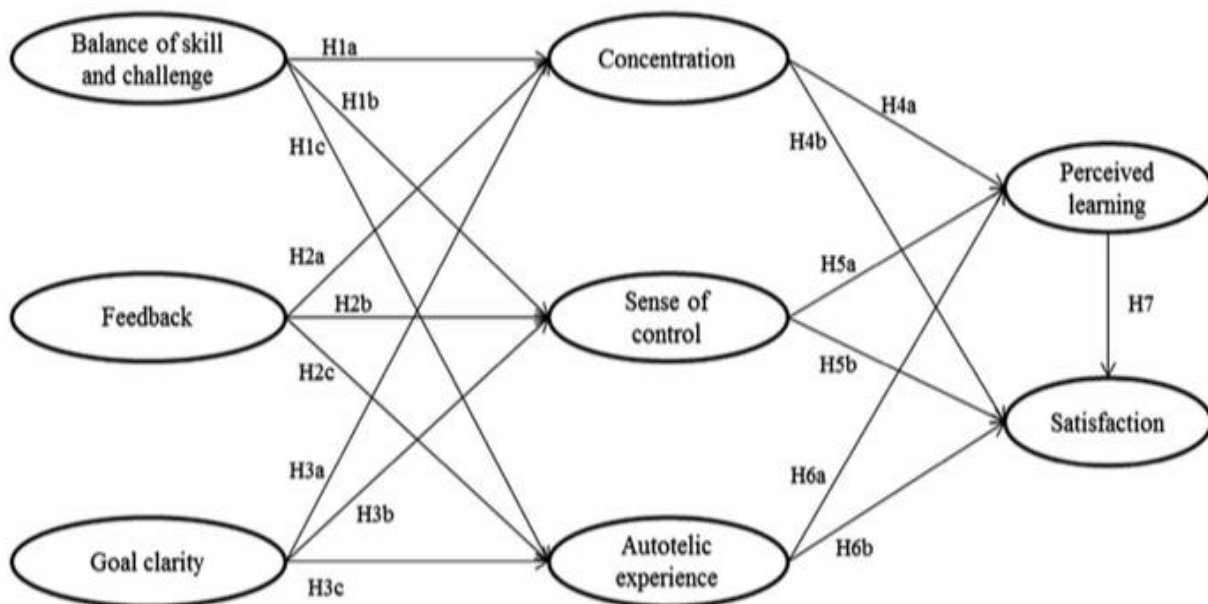 Balance of skill
and challenge
H1a
Concentration
H1b
H1c
H4a
H4b
Perceived
learning
H2a
H2b
Feedback
Sense of
control
H5a
H5b
H7
H2c
Satisfaction
H3a
H3b
H6a
H6b
Goal clarity
H3c
Autotelic
experience